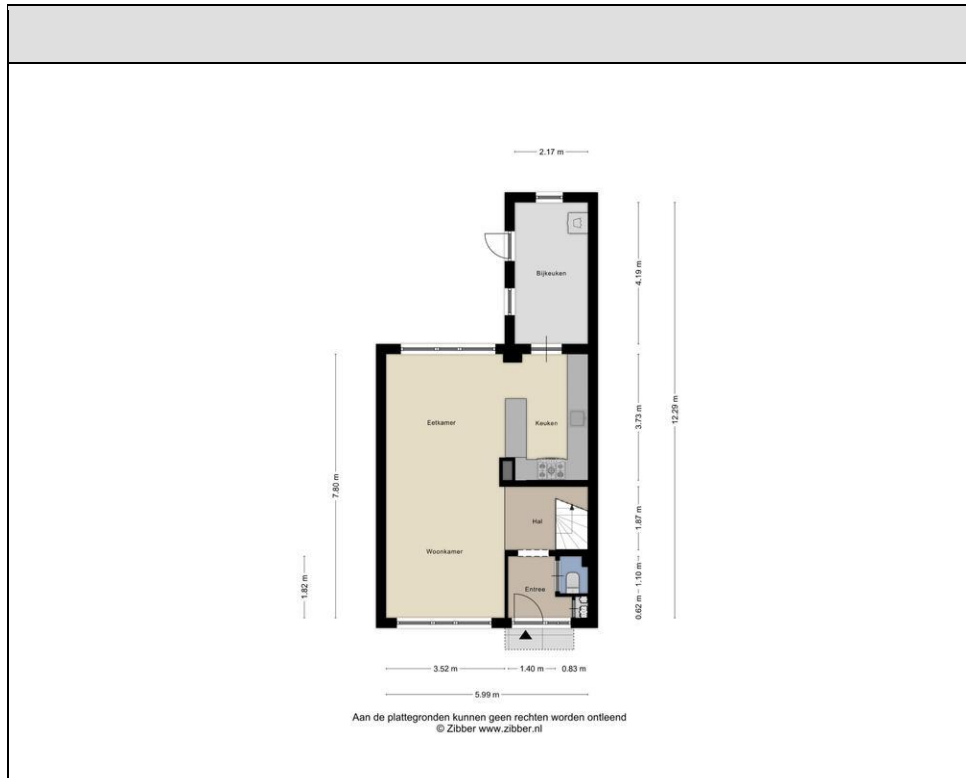 2.17 m
4.19 m
Bijkeuken
12.29 m
3.73 m
Eetkamer
Keuken
7.80 m
1.87 m
Hal
Woonkamer
1.82 m
1.10 m
Entree
0.62 m
3.52 m
1.40 m
0.83 m
5.99 m
Aan de plattegronden kunnen geen rechten worden ontleend
© Zibber www.zibber.nl